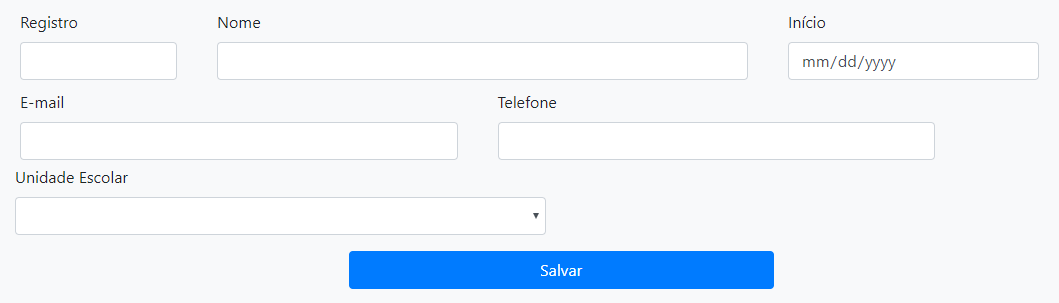 Registro Nome Início
mm/dd/yyyy
E-mail Telefone
Unidade Escolar
Salvar